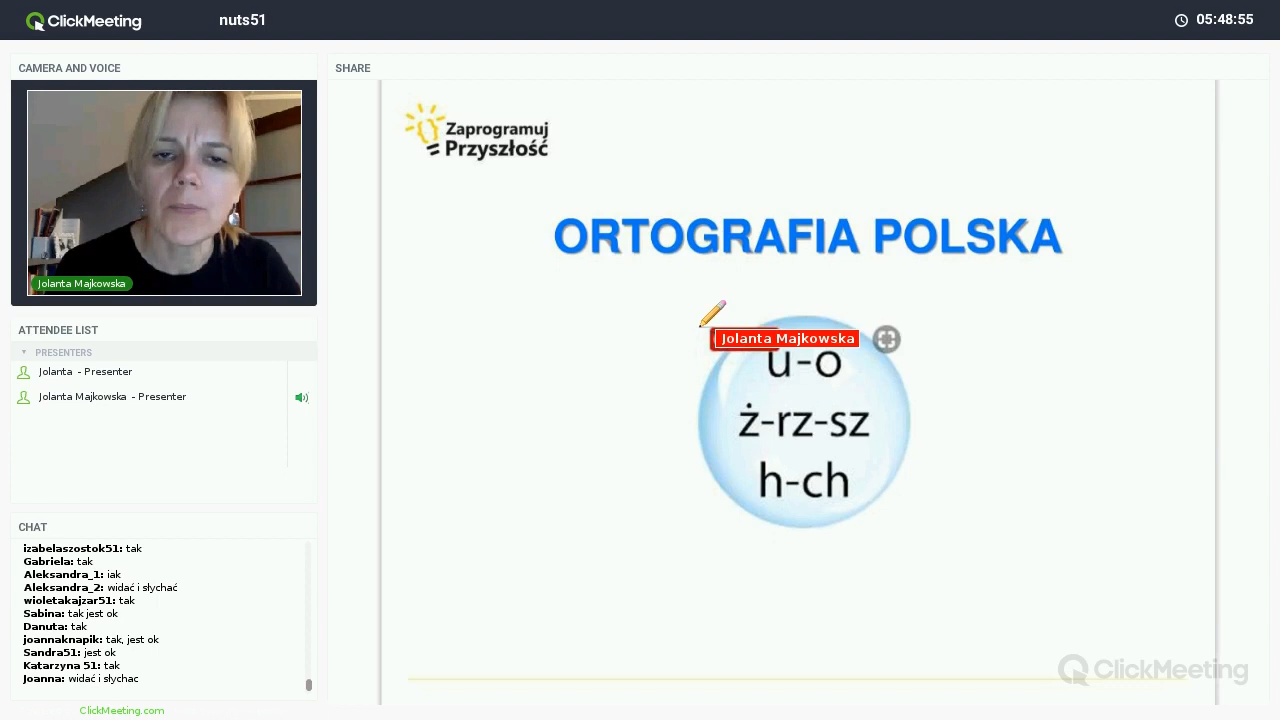 ClickMeeting
nuts51
05:48:55
CAMERA AND VOICE
SHARE
Jolanta Majkowska
ATTENDEE LIST
PRESENTERS
Jolanta - Presenter
Jolanta Majkowska - Presenter
CHAT
izabelaszostok51: tak
Gabriela: tak
Aleksandra_1: iak
Aleksandra_2: widać i słychać
wioletakajzar51: tak
Sabina: tak jest ok
Danuta: tak
joannaknapik: tak, jest ok
Sandra51: jest ok
Katarzyna 51: tak
Joanna: widać i słychac
ClickMeeting.com
Zaprogramuj
Przyszłość
ORTOGRAFIA POLSKA
Jolanta Majkowska
u-o
ż-rz-sz
h-ch
ClickMeeting